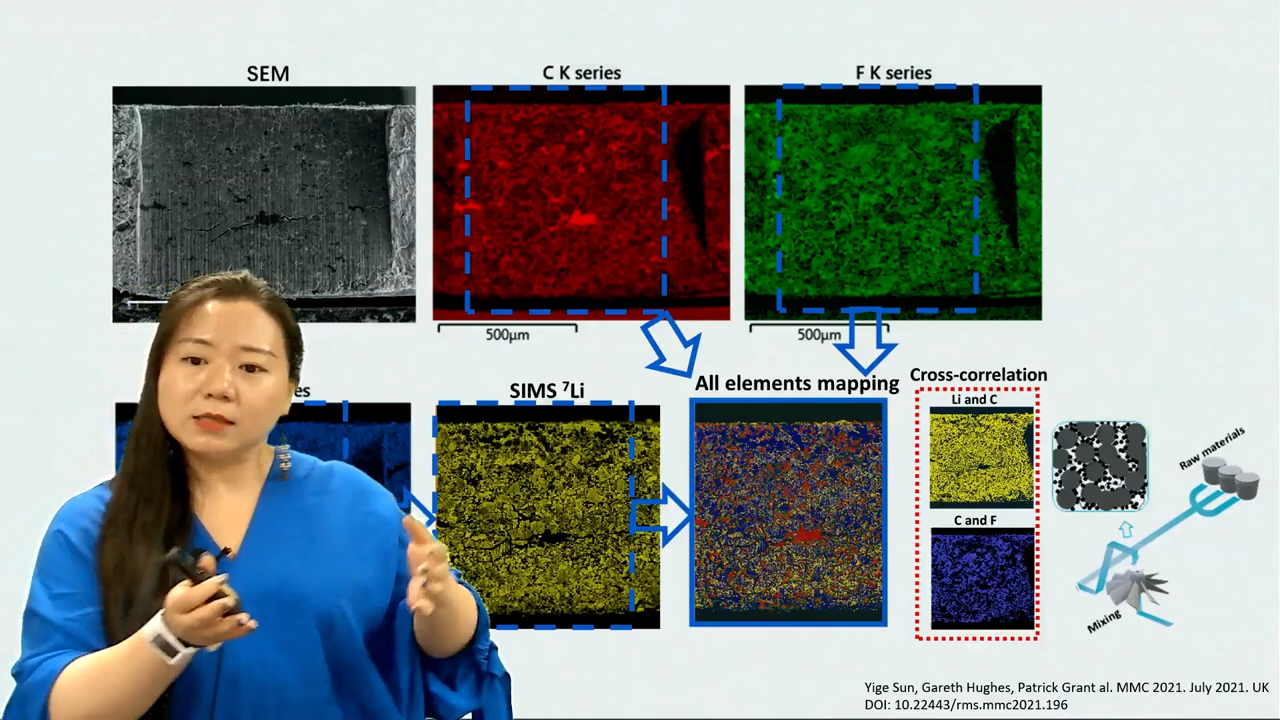 SEM
C K series
F K series
500µm
500µm
es
SIMS ⁷Li
All elements mapping
Cross-correlation
Li and C
C and F
Raw materials
Mixing
Yige Sun, Gareth Hughes, Patrick Grant al. MMC 2021. July 2021. UK
DOI: 10.22443/rms.mmc2021.196